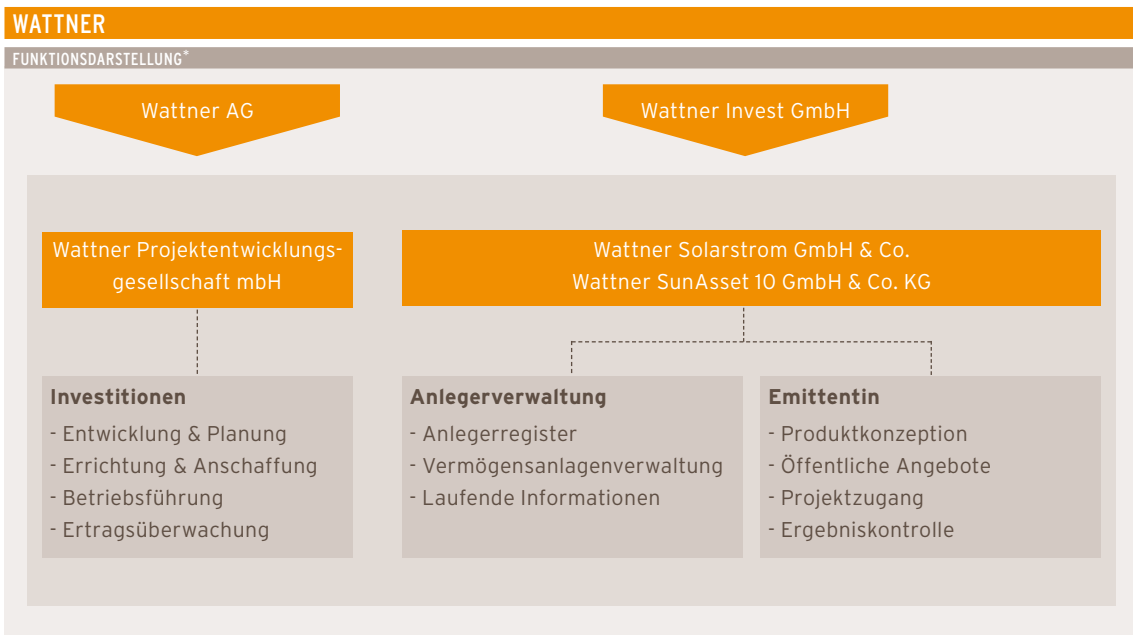 WATTNER
FUNKTIONSDARSTELLUNG*
Wattner AG
Wattner Invest GmbH
Wattner Projektentwicklungs-
gesellschaft mbH
Wattner Solarstrom GmbH & Co.
Wattner SunAsset 10 GmbH & Co. KG
Investitionen
- Entwicklung & Planung
- Errichtung & Anschaffung
- Betriebsführung
- Ertragsüberwachung
Anlegerverwaltung
- Anlegerregister
- Vermögensanlagenverwaltung
- Laufende Informationen
Emittentin
- Produktkonzeption
- Öffentliche Angebote
- Projektzugang
- Ergebniskontrolle